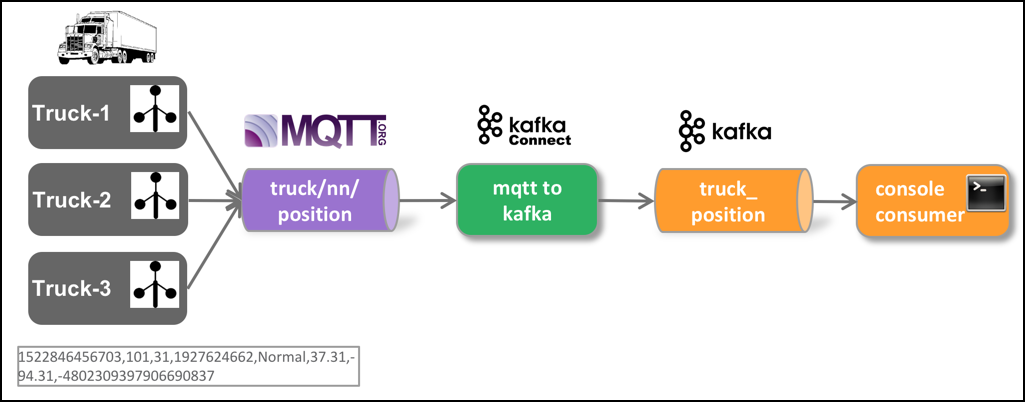 Truck-1
Truck-2
Truck-3
MQTT.ORG
truck/nn/
position
kafka
Connect
mqtt to
kafka
kafka
truck_
position
console
consumer
>_
1522846456703,101,31,1927624662,Normal,37.31,-
94.31,-4802309397906690837